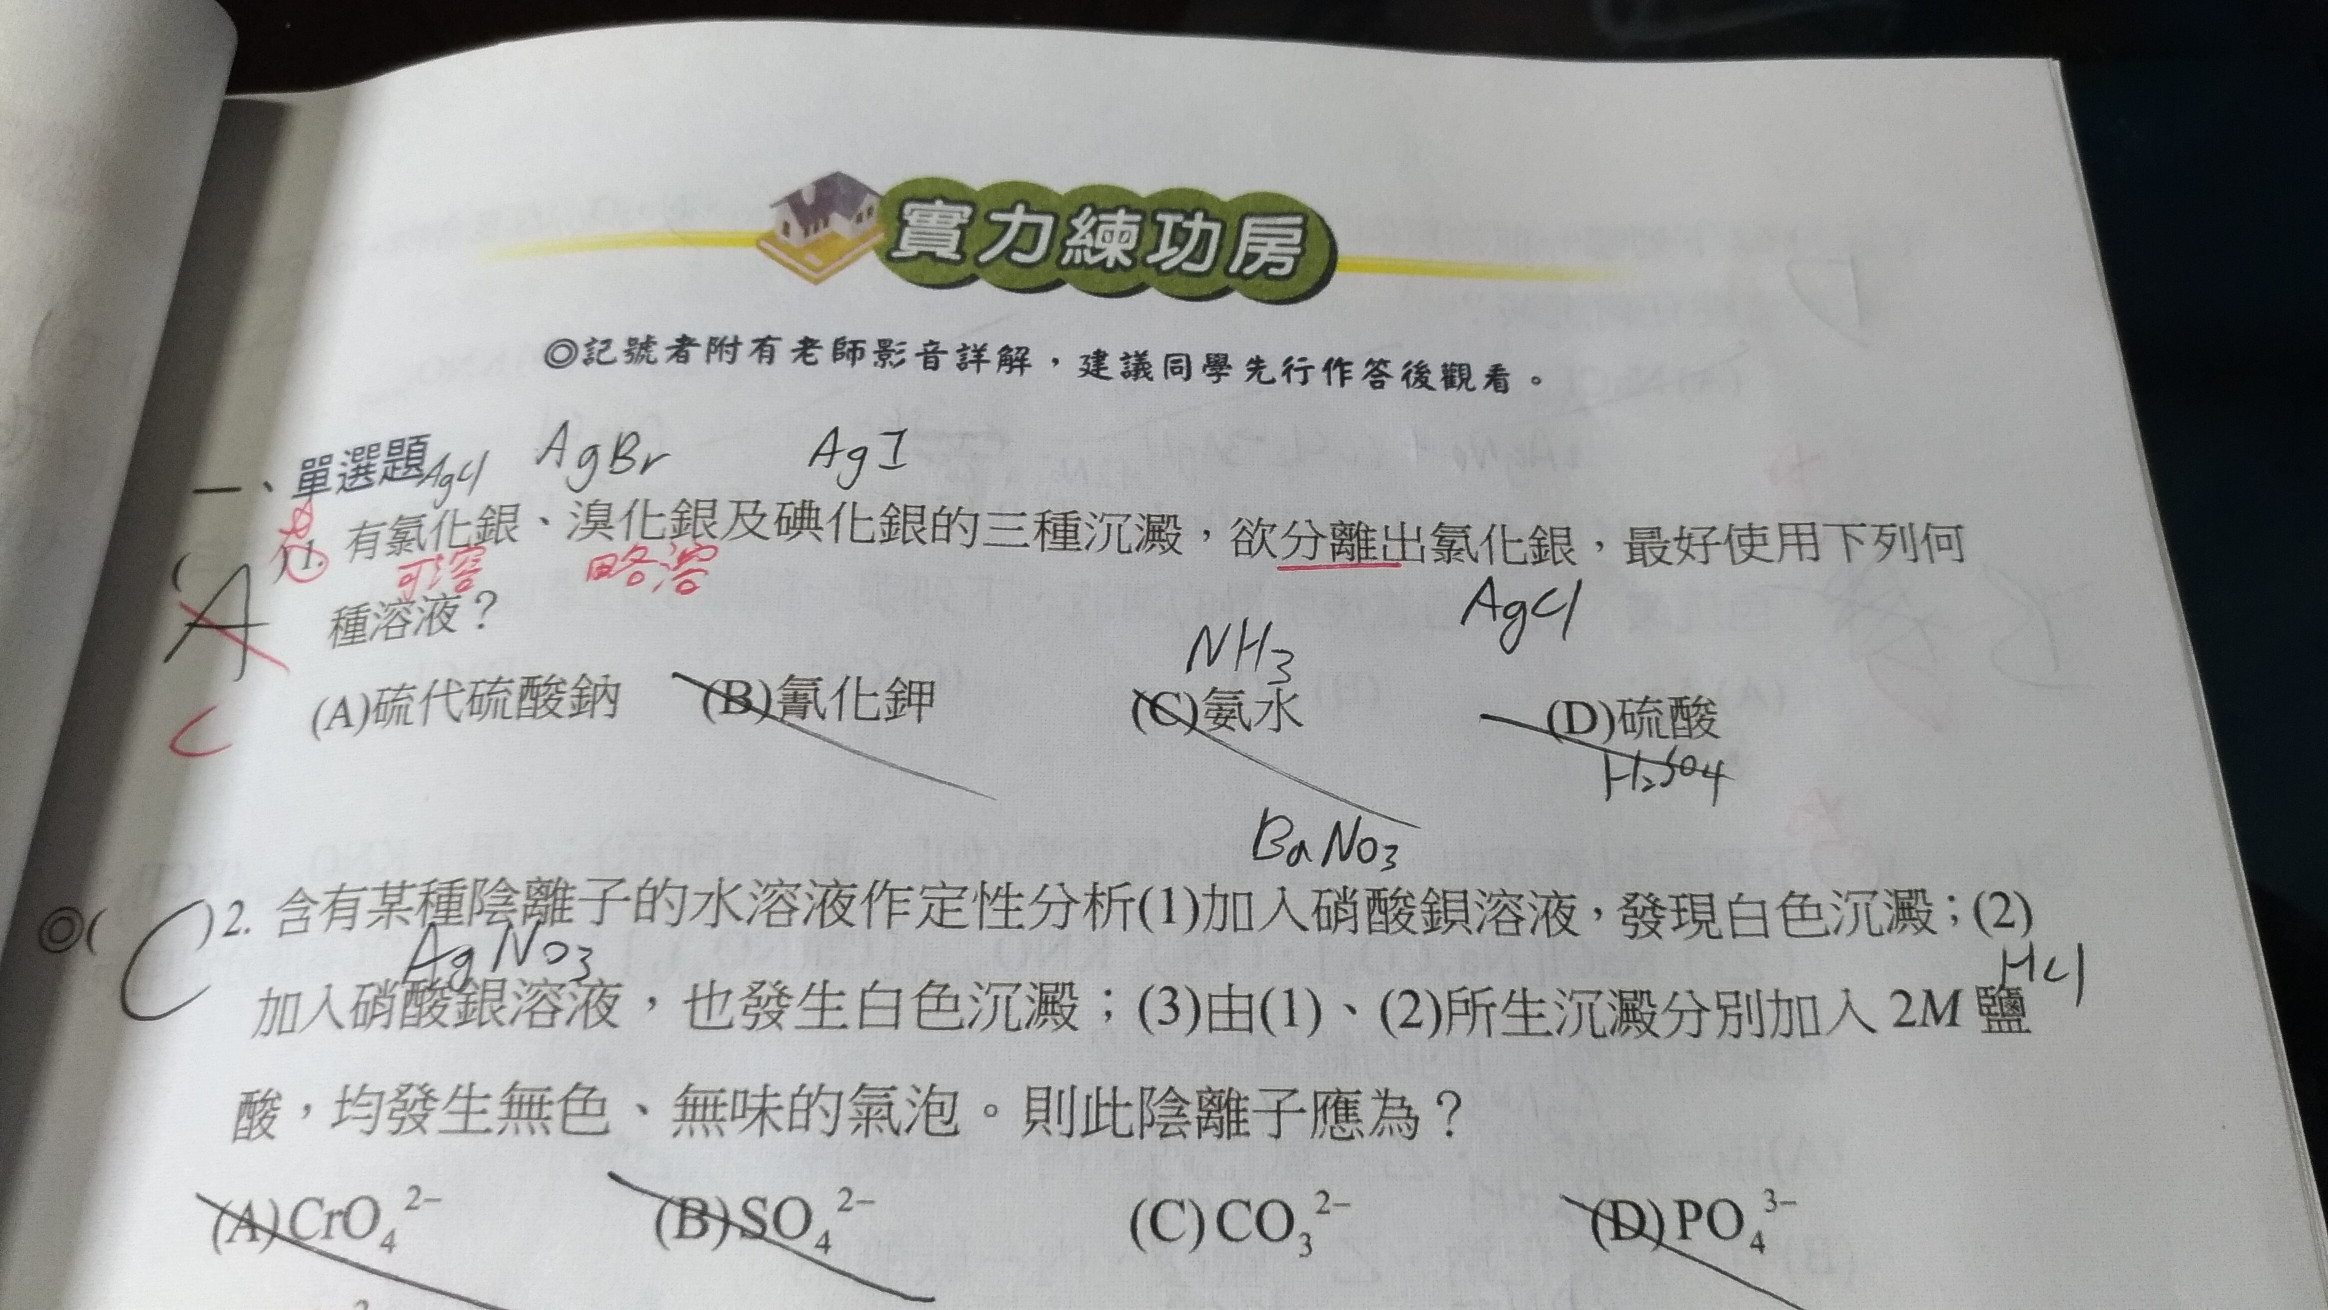 實力練功房
◎記號者附有老師影音詳解，建議同學先行作答後觀看。
一、單選題
AgCl AgBr AgI
( A )1. 有氯化銀、溴化銀及碘化銀的三種沉澱，欲分離出氯化銀，最好使用下列何
可溶 略溶
種溶液？
AgCl
NH3
(A)硫代硫酸鈉 (B)氰化鉀 (C)氨水 (D)硫酸
C
H2SO4
BaNO3
◎( C )2. 含有某種陰離子的水溶液作定性分析(1)加入硝酸鋇溶液，發現白色沉澱；(2)
AgNO3 HCl
加入硝酸銀溶液，也發生白色沉澱；(3)由(1)、(2)所生沉澱分別加入 2M 鹽
酸，均發生無色、無味的氣泡。則此陰離子應為？
(A)CrO₄²⁻ (B)SO₄²⁻ (C)CO₃²⁻ (D)PO₄³⁻